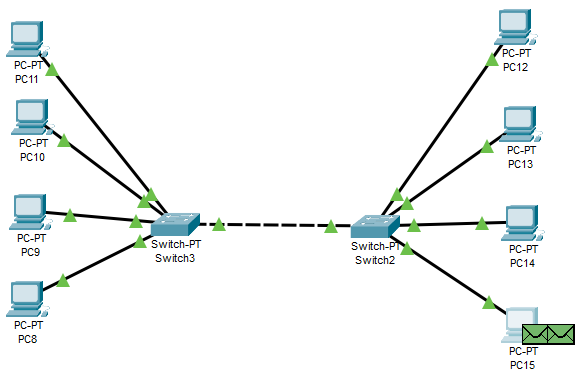 PC-PT
PC11
PC-PT
PC10
PC-PT
PC9
PC-PT
PC8
Switch-PT
Switch3
Switch-PT
Switch2
PC-PT
PC12
PC-PT
PC13
PC-PT
PC14
PC-PT
PC15